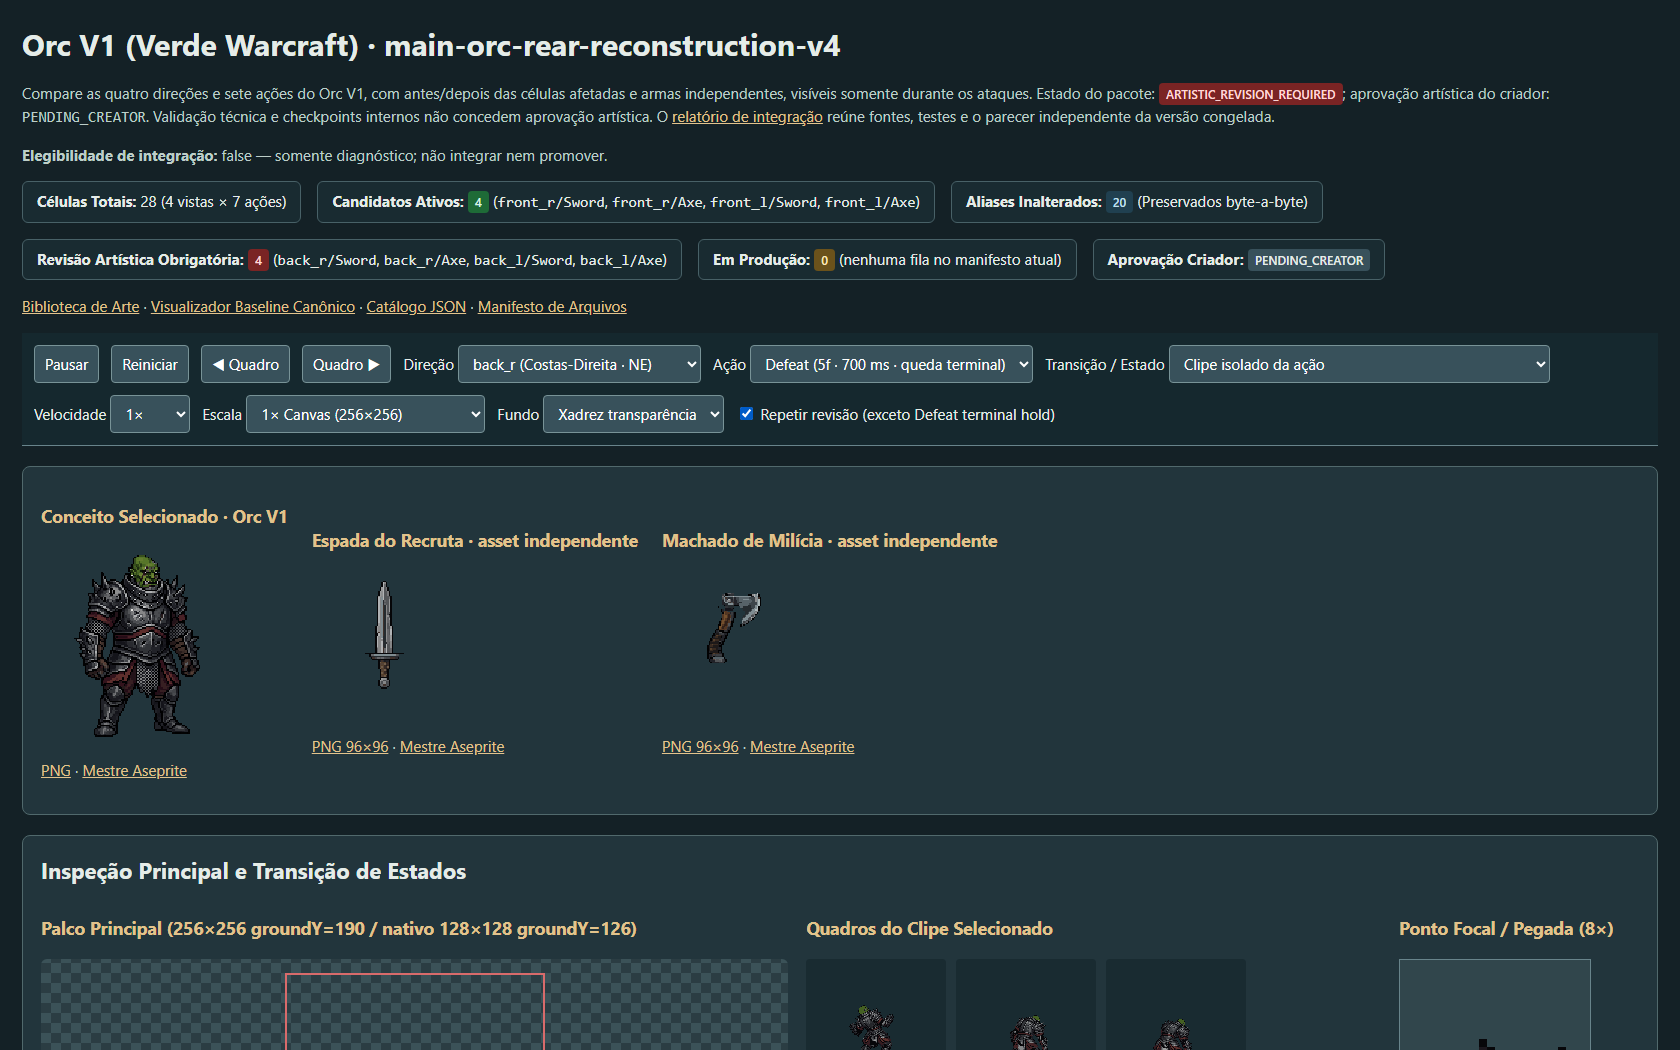 Orc V1 (Verde Warcraft) · main-orc-rear-reconstruction-v4
Compare as quatro direções e sete ações do Orc V1, com antes/depois das células afetadas e armas independentes, visíveis somente durante os ataques. Estado do pacote: ARTISTIC_REVISION_REQUIRED; aprovação artística do criador:
PENDING_CREATOR. Validação técnica e checkpoints internos não concedem aprovação artística. O relatório de integração reúne fontes, testes e o parecer independente da versão congelada.
Elegibilidade de integração: false — somente diagnóstico; não integrar nem promover.
Células Totais: 28 (4 vistas × 7 ações)
Candidatos Ativos: 4 (front_r/Sword, front_r/Axe, front_l/Sword, front_l/Axe)
Aliases Inalterados: 20 (Preservados byte-a-byte)
Revisão Artística Obrigatória: 4 (back_r/Sword, back_r/Axe, back_l/Sword, back_l/Axe)
Em Produção: 0 (nenhuma fila no manifesto atual)
Aprovação Criador: PENDING_CREATOR
Biblioteca de Arte · Visualizador Baseline Canônico · Catálogo JSON · Manifesto de Arquivos
Pausar Reiniciar ◀ Quadro Quadro ▶ Direção back_r (Costas-Direita · NE) Ação Defeat (5f · 700 ms · queda terminal) Transição / Estado Clipe isolado da ação
Velocidade 1× Escala 1× Canvas (256×256) Fundo Xadrez transparência Repetir revisão (exceto Defeat terminal hold)
Conceito Selecionado · Orc V1
Espada do Recruta · asset independente
Machado de Milícia · asset independente
PNG 96×96 · Mestre Aseprite
PNG 96×96 · Mestre Aseprite
PNG · Mestre Aseprite
Inspeção Principal e Transição de Estados
Palco Principal (256×256 groundY=190 / nativo 128×128 groundY=126)
Quadros do Clipe Selecionado
Ponto Focal / Pegada (8×)